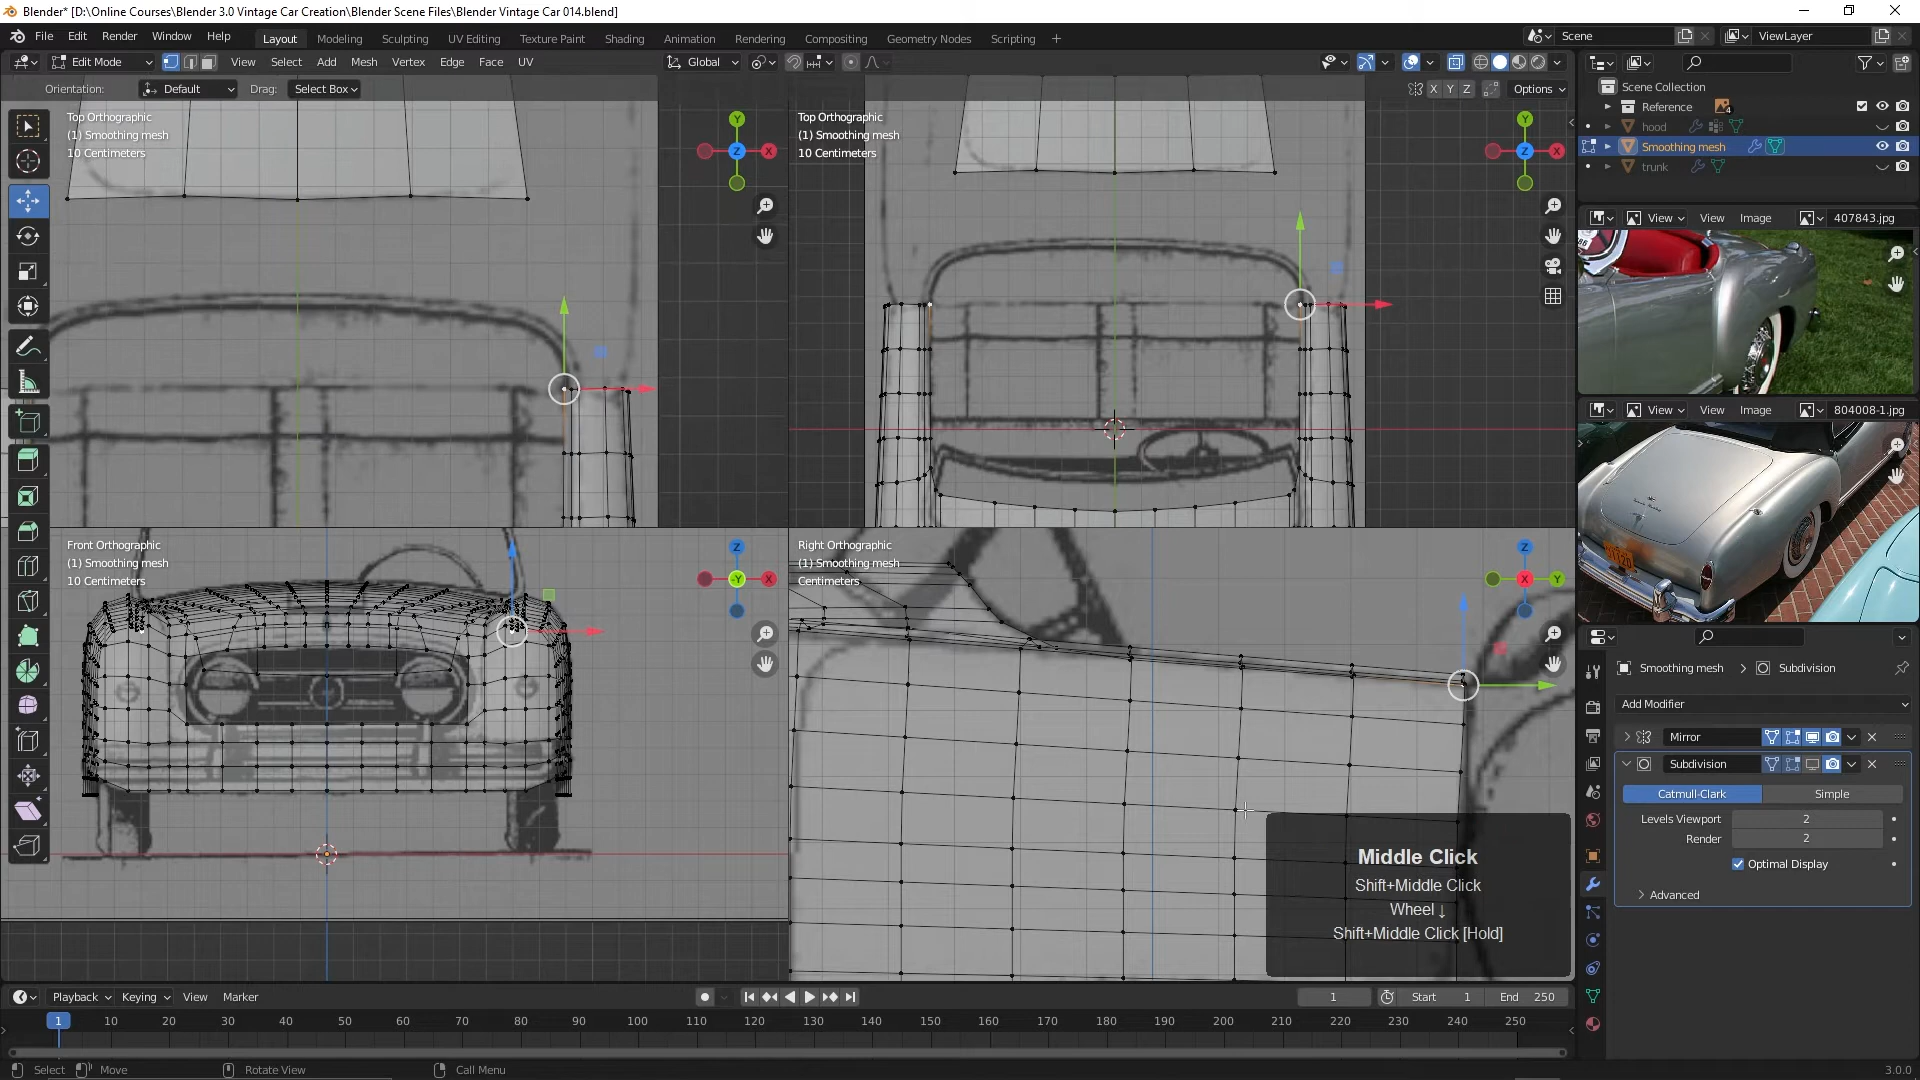 Blender* [D:\Online Courses\Blender 3.0 Vintage Car Creation\Blender Scene Files\Blender Vintage Car 014.blend]
File Edit Render Window Help Layout Modeling Sculpting UV Editing Texture Paint Shading Animation Rendering Compositing Geometry Nodes Scripting + Scene ViewLayer
Edit Mode View Select Add Mesh Vertex Edge Face UV Global
Orientation: Default Drag: Select Box X Y Z Options
Scene Collection
Reference 4
hood
Smoothing mesh
trunk
Top Orthographic
(1) Smoothing mesh
10 Centimeters
Y
Z
X
Top Orthographic
(1) Smoothing mesh
10 Centimeters
Y
Z
X
View View Image 407843.jpg
View View Image 804008-1.jpg
Front Orthographic
(1) Smoothing mesh
10 Centimeters
Z
-Y
X
Right Orthographic
(1) Smoothing mesh
Centimeters
Z
X
Y
Smoothing mesh > Subdivision
Add Modifier
Mirror
Subdivision
Catmull-Clark Simple
Levels Viewport 2
Render 2
Optimal Display
Advanced
Middle Click
Shift+Middle Click
Wheel ↓
Shift+Middle Click [Hold]
Playback Keying View Marker 1 Start 1 End 250
1 10 20 30 40 50 60 70 80 90 100 110 120 130 140 150 160 170 180 190 200 210 220 230 240 250
Select Move Rotate View Call Menu 3.0.0